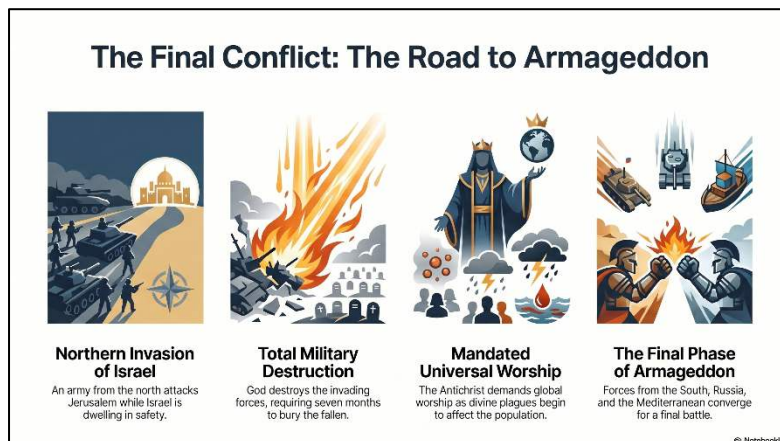 The Final Conflict: The Road to Armageddon
Northern Invasion
of Israel
An army from the north attacks
Jerusalem while Israel is
dwelling in safety.
Total Military
Destruction
God destroys the invading
forces, requiring seven months
to bury the fallen.
Mandated
Universal Worship
The Antichrist demands global
worship as divine plagues begin
to affect the population.
The Final Phase
of Armageddon
Forces from the South, Russia,
and the Mediterranean converge
for a final battle.